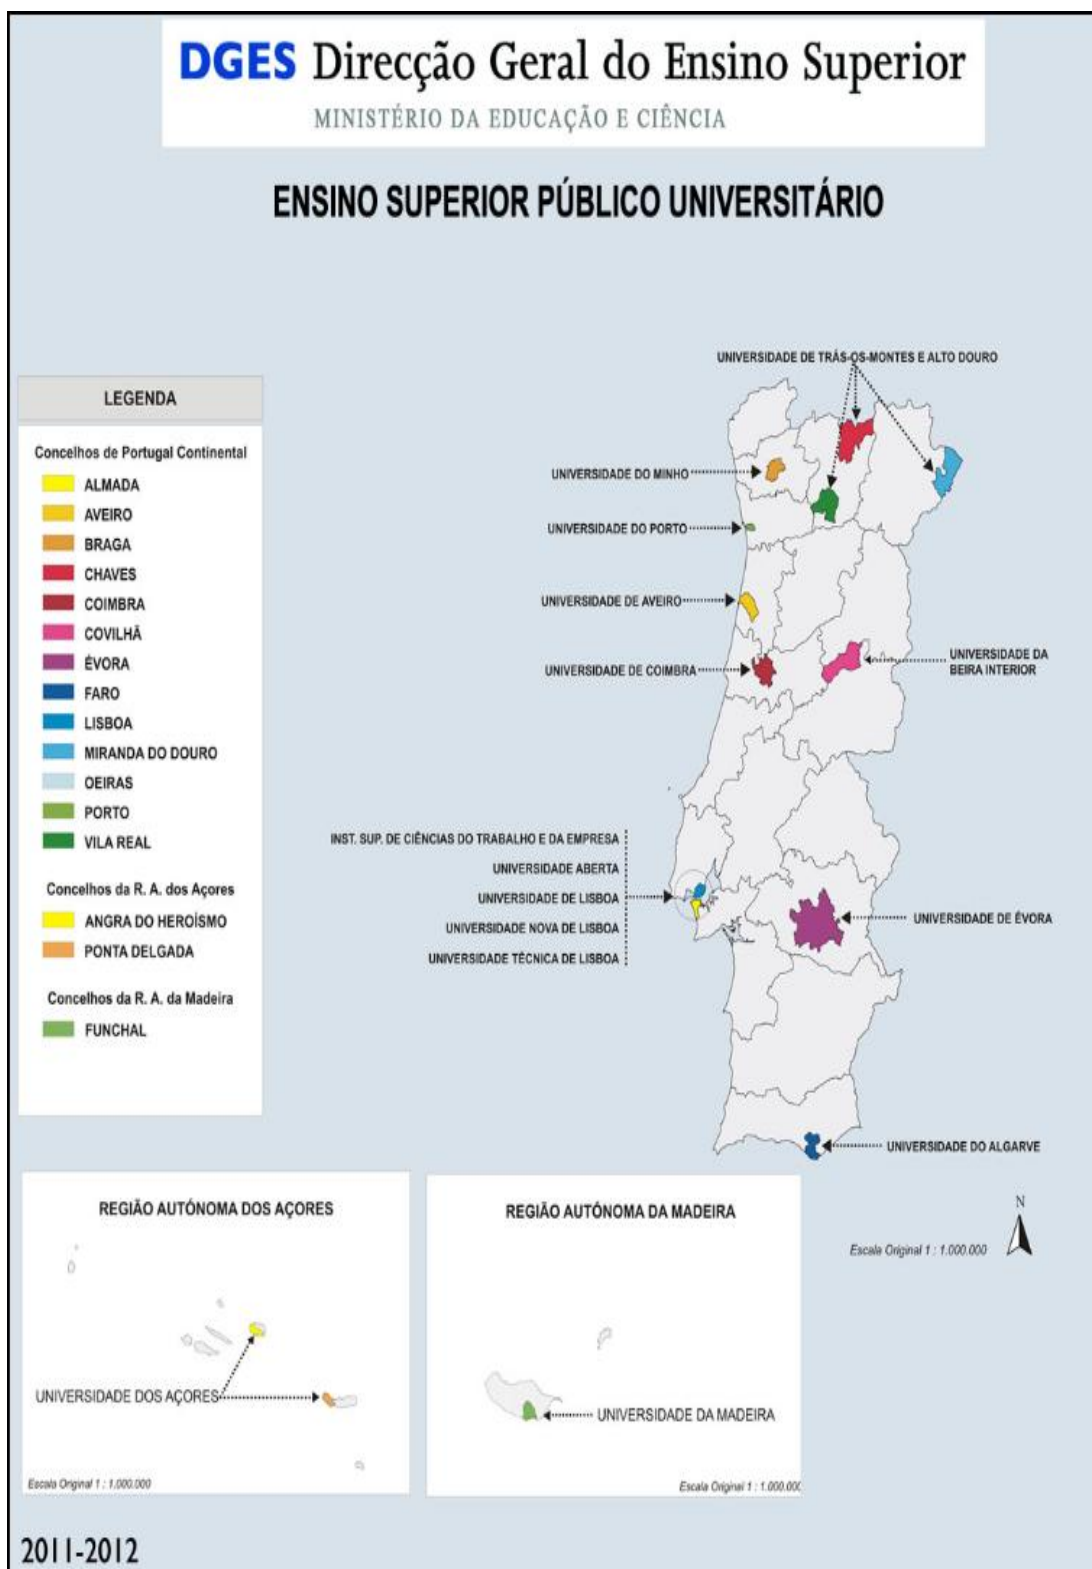 DGES Direcção Geral do Ensino Superior
MINISTÉRIO DA EDUCAÇÃO E CIÊNCIA
ENSINO SUPERIOR PÚBLICO UNIVERSITÁRIO
LEGENDA
Concelhos de Portugal Continental
ALMADA
AVEIRO
BRAGA
CHAVES
COIMBRA
COVILHÃ
ÉVORA
FARO
LISBOA
MIRANDA DO DOURO
OEIRAS
PORTO
VILA REAL
Concelhos da R. A. dos Açores
ANGRA DO HEROÍSMO
PONTA DELGADA
Concelhos da R. A. da Madeira
FUNCHAL
UNIVERSIDADE DE TRÁS-OS-MONTES E ALTO DOURO
UNIVERSIDADE DO MINHO
UNIVERSIDADE DO PORTO
UNIVERSIDADE DE AVEIRO
UNIVERSIDADE DE COIMBRA
UNIVERSIDADE DA
BEIRA INTERIOR
INST. SUP. DE CIÊNCIAS DO TRABALHO E DA EMPRESA
UNIVERSIDADE ABERTA
UNIVERSIDADE DE LISBOA
UNIVERSIDADE NOVA DE LISBOA
UNIVERSIDADE TÉCNICA DE LISBOA
UNIVERSIDADE DE ÉVORA
UNIVERSIDADE DO ALGARVE
N
Escala Original 1 : 1.000.000
REGIÃO AUTÓNOMA DOS AÇORES
UNIVERSIDADE DOS AÇORES
Escala Original 1 : 1.000.000
REGIÃO AUTÓNOMA DA MADEIRA
UNIVERSIDADE DA MADEIRA
Escala Original 1 : 1.000.000
2011-2012